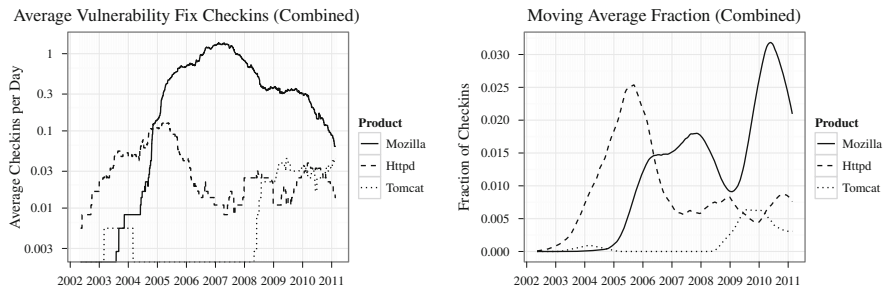 Average Vulnerability Fix Checkins (Combined)
Average Checkins per Day
1
0.3
0.1
0.03
0.01
0.003
2002 2003 2004 2005 2006 2007 2008 2009 2010 2011
Product
Mozilla
Httpd
Tomcat
Moving Average Fraction (Combined)
Fraction of Checkins
0.030
0.025
0.020
0.015
0.010
0.005
0.000
2002 2003 2004 2005 2006 2007 2008 2009 2010 2011
Product
Mozilla
Httpd
Tomcat